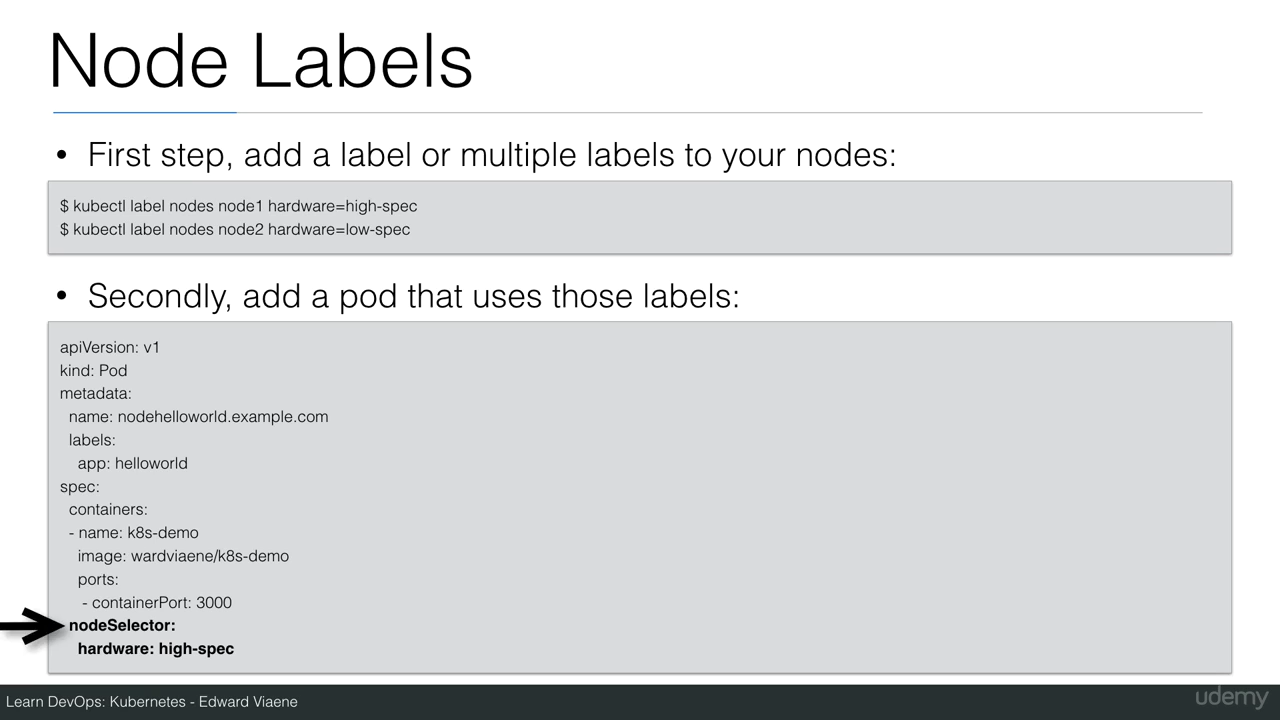 Node Labels
• First step, add a label or multiple labels to your nodes:
$ kubectl label nodes node1 hardware=high-spec
$ kubectl label nodes node2 hardware=low-spec
• Secondly, add a pod that uses those labels:
apiVersion: v1
kind: Pod
metadata:
  name: nodehelloworld.example.com
  labels:
    app: helloworld
spec:
  containers:
  - name: k8s-demo
    image: wardviaene/k8s-demo
    ports:
     - containerPort: 3000
  nodeSelector:
    hardware: high-spec
Learn DevOps: Kubernetes - Edward Viaene
udemy